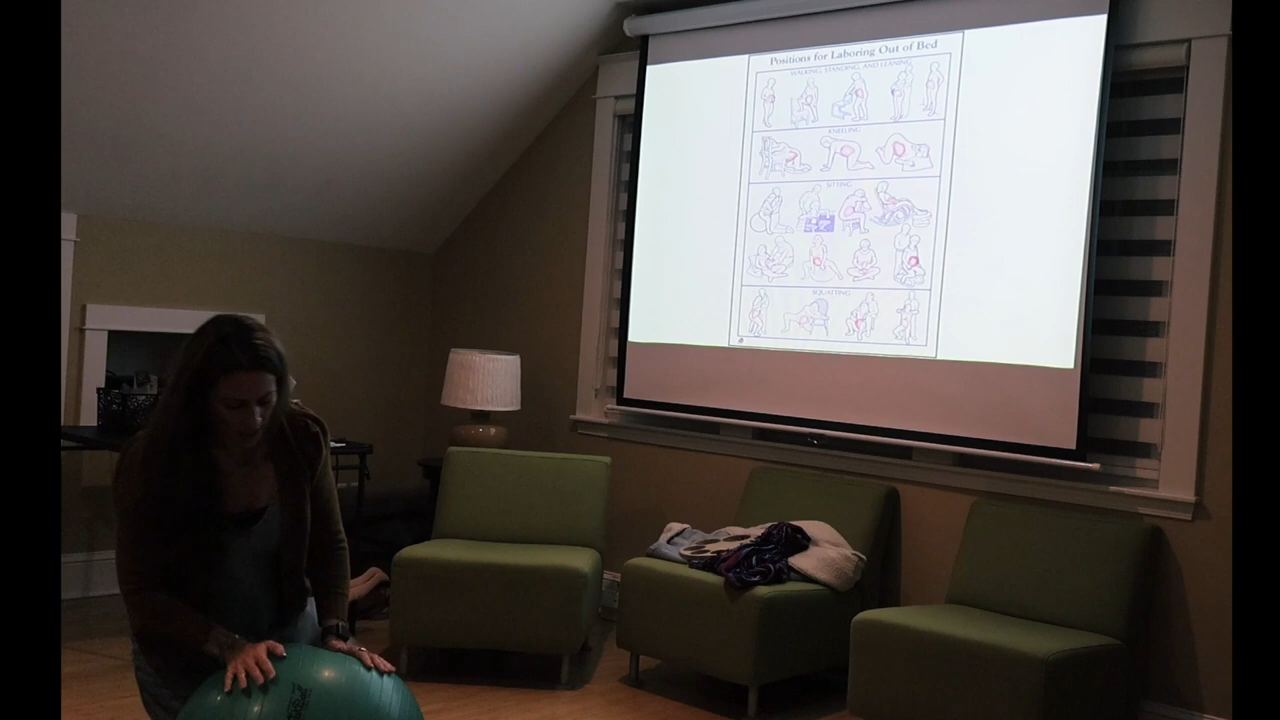 Positions for Laboring Out of Bed
WALKING, STANDING, AND LEANING
KNEELING
SITTING
SQUATTING